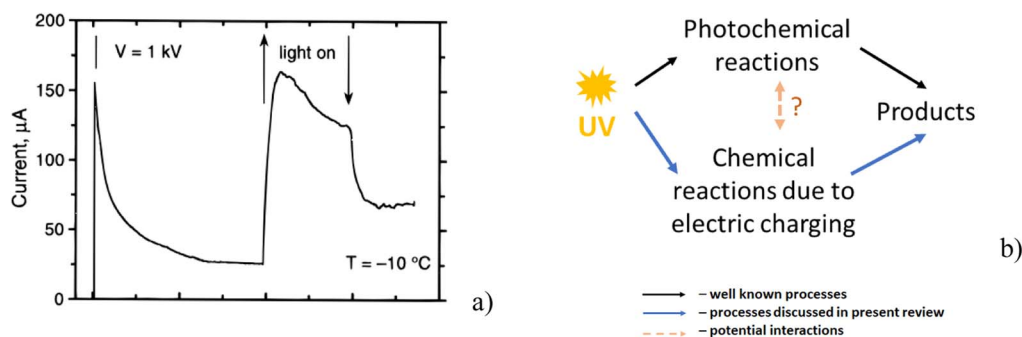 200
150
100
50
0
Current, μA
V = 1 kV
light on
T = −10 °C
a)
UV
Photochemical
reactions
?
Chemical
reactions due to
electric charging
Products
b)
– well known processes
– processes discussed in present review
– potential interactions